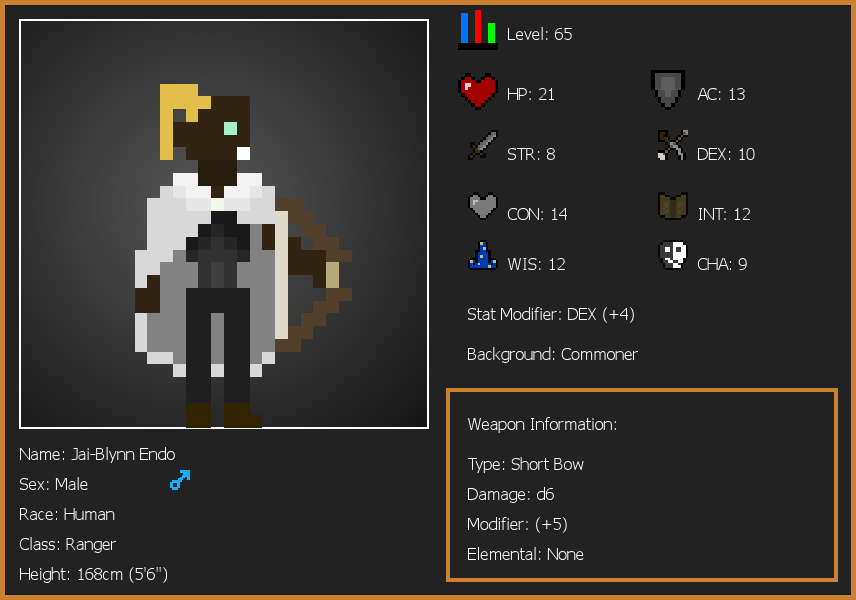 Level: 65
HP: 21
AC: 13
STR: 8
DEX: 10
CON: 14
INT: 12
WIS: 12
CHA: 9
Stat Modifier: DEX (+4)
Background: Commoner
Weapon Information:
Type: Short Bow
Damage: d6
Modifier: (+5)
Elemental: None
Name: Jai-Blynn Endo
Sex: Male
Race: Human
Class: Ranger
Height: 168cm (5'6")